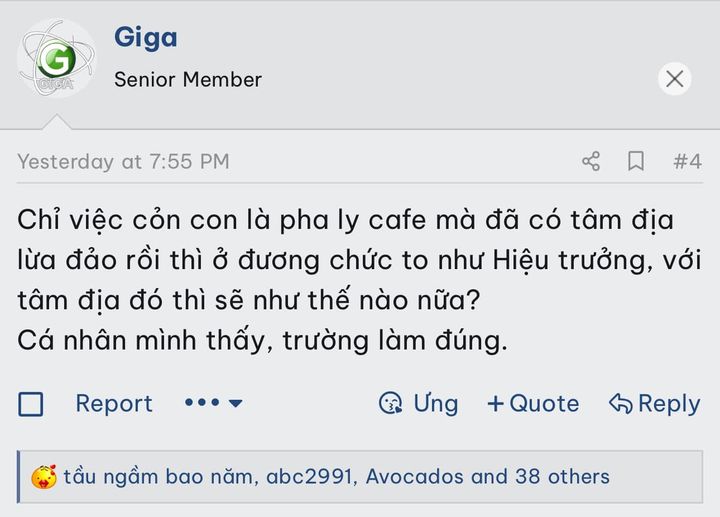 Giga
GIGA
Senior Member
Yesterday at 7:55 PM
#4
Chỉ việc cỏn con là pha ly cafe mà đã có tâm địa
lừa đảo rồi thì ở đương chức to như Hiệu trưởng, với
tâm địa đó thì sẽ như thế nào nữa?
Cá nhân mình thấy, trường làm đúng.
Report ••• Ưng +Quote Reply
tầu ngầm bao năm, abc2991, Avocados and 38 others